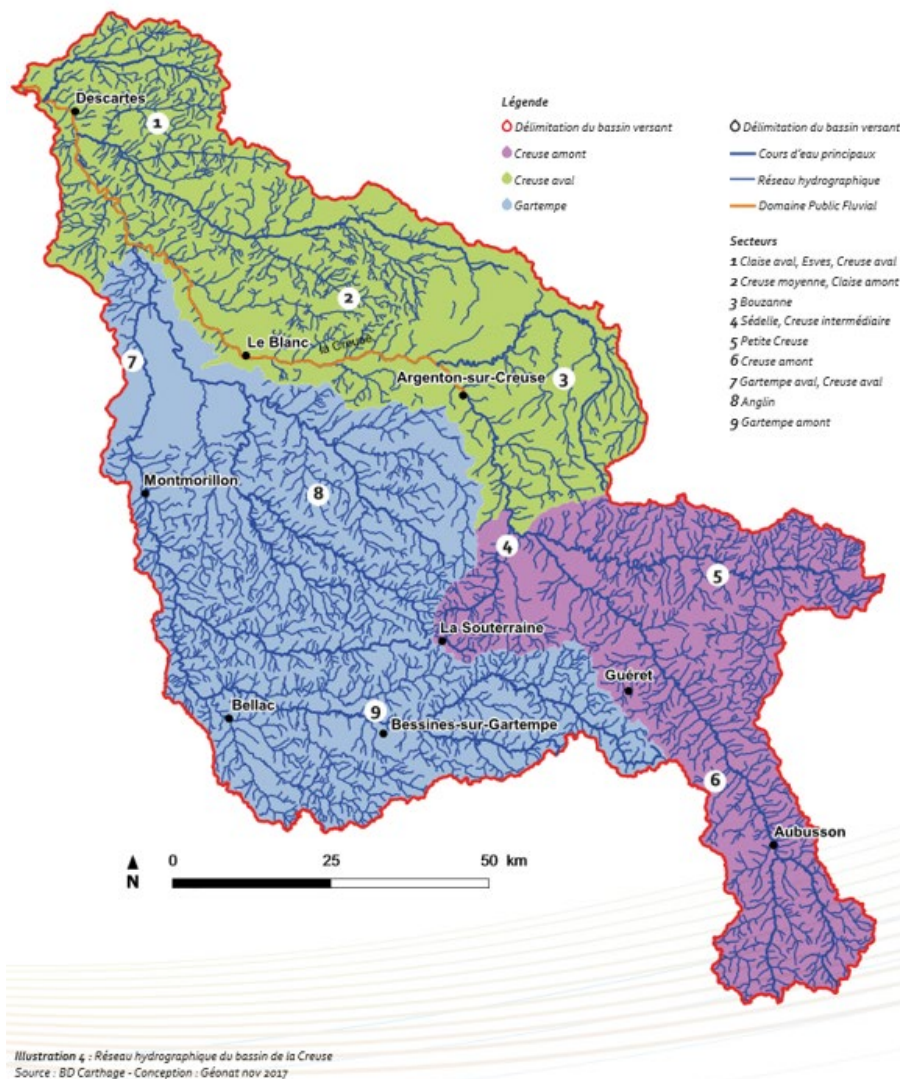 Descartes
1
2
Le Blanc
la Creuse
Argenton-sur-Creuse
3
7
Montmorillon
8
4
5
La Souterraine
Guéret
Bellac
9
Bessines-sur-Gartempe
6
Aubusson
N
0 25 50 km
Légende
Délimitation du bassin versant
Creuse amont
Creuse aval
Gartempe
Délimitation du bassin versant
Cours d'eau principaux
Réseau hydrographique
Domaine Public Fluvial
Secteurs
1 Claise aval, Esves, Creuse aval
2 Creuse moyenne, Claise amont
3 Bouzanne
4 Sédelle, Creuse intermédiaire
5 Petite Creuse
6 Creuse amont
7 Gartempe aval, Creuse aval
8 Anglin
9 Gartempe amont
Illustration 4 : Réseau hydrographique du bassin de la Creuse
Source : BD Carthage - Conception : Géonat nov 2017